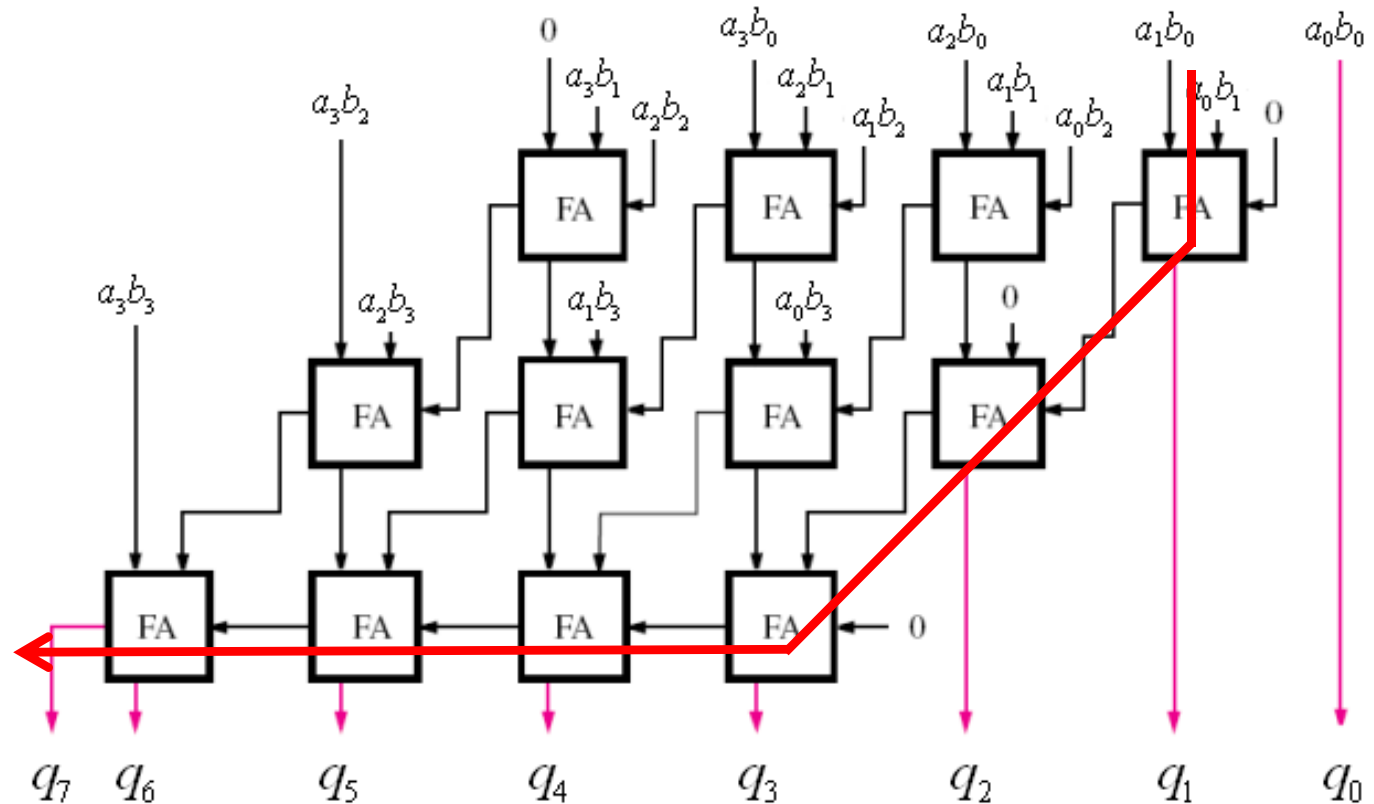 0 a₃b₀ a₂b₀ a₁b₀ a₀b₀
a₃b₂ a₃b₁ a₂b₂ a₂b₁ a₁b₂ a₁b₁ a₀b₂ a₀b₁ 0
FA FA FA FA
a₃b₃ a₂b₃ a₁b₃ a₀b₃ 0
FA FA FA FA
FA FA FA FA 0
q₇ q₆ q₅ q₄ q₃ q₂ q₁ q₀